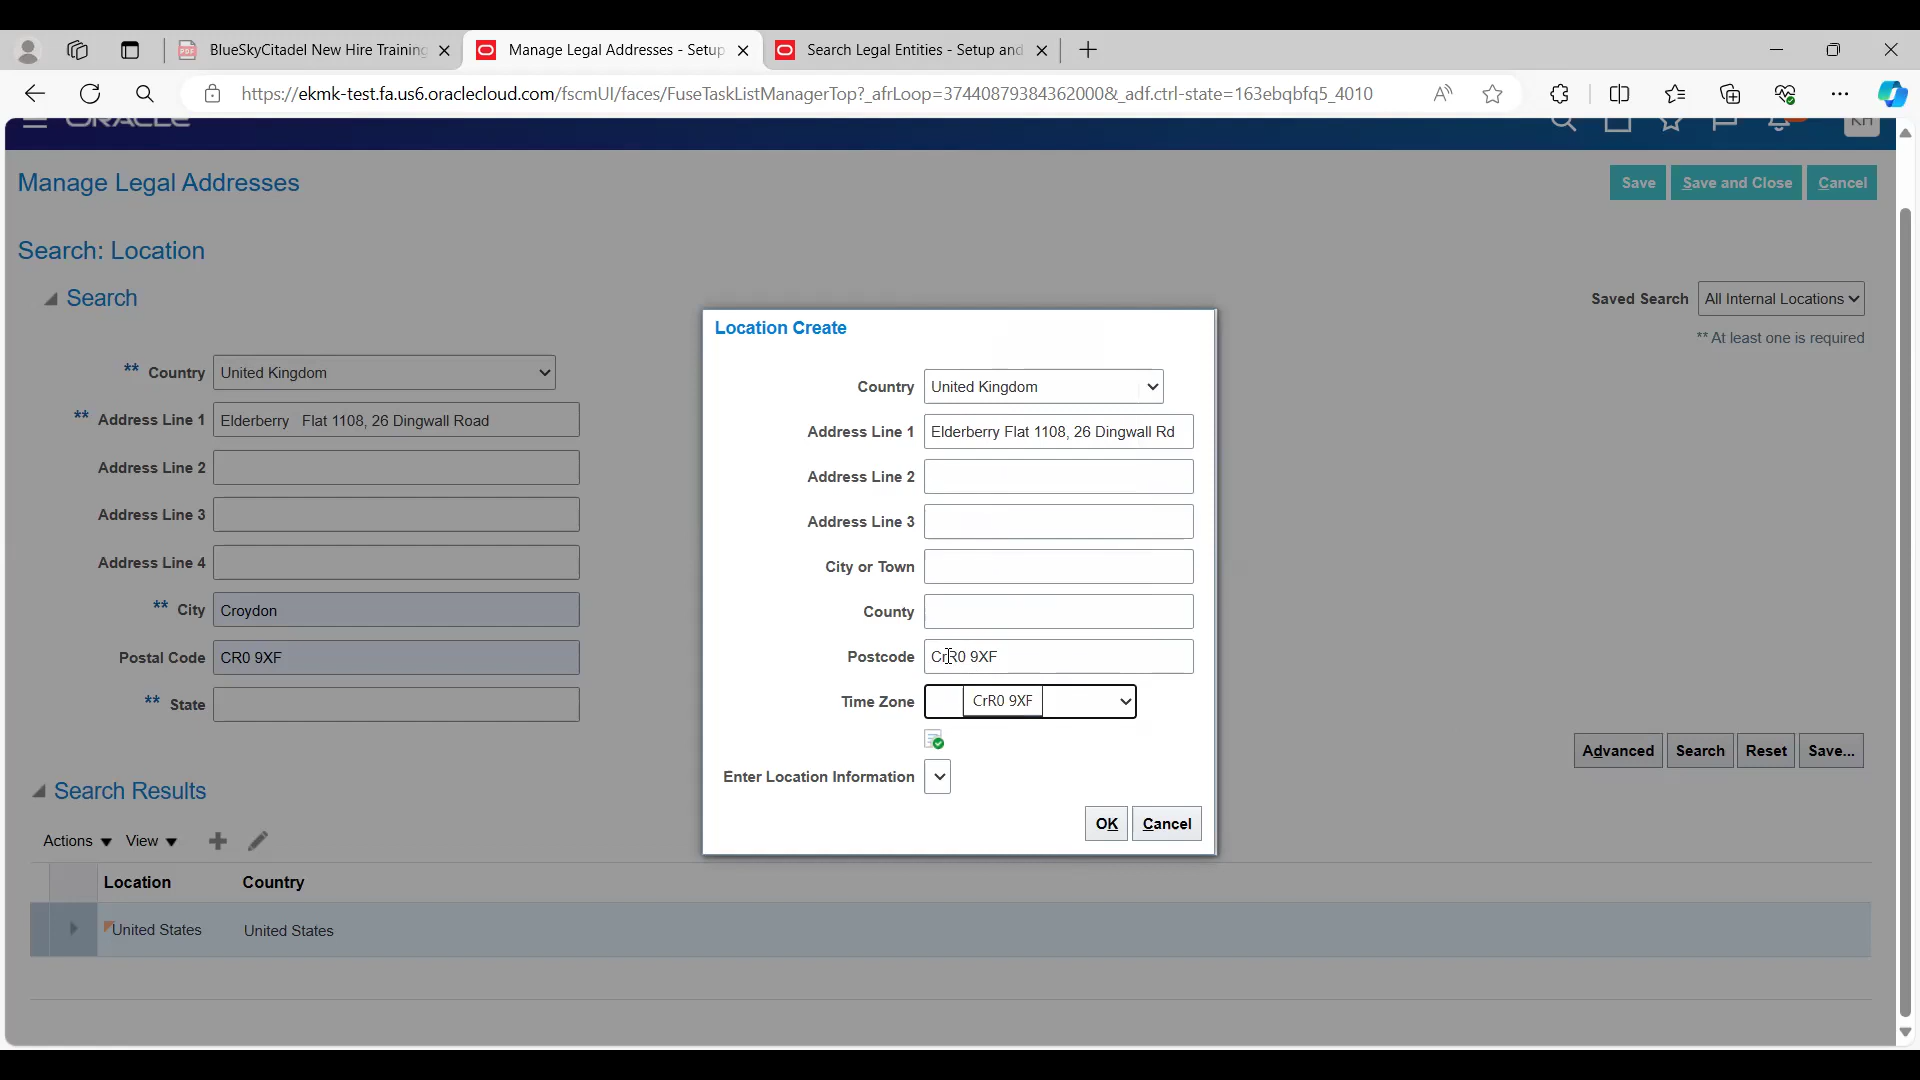 BlueSkyCitadel New Hire Training
Manage Legal Addresses - Setup
Search Legal Entities - Setup and
https://ekmk-test.fa.us6.oraclecloud.com/fscmUI/faces/FuseTaskListManagerTop?_afrLoop=37440879384362000&_adf.ctrl-state=163ebqbfq5_4010
ORACLE
KH
Manage Legal Addresses
Save
Save and Close
Cancel
Search: Location
Search
Saved Search
All Internal Locations
** At least one is required
** Country
United Kingdom
** Address Line 1
Elderberry   Flat 1108, 26 Dingwall Road
Address Line 2
Address Line 3
Address Line 4
** City
Croydon
Postal Code
CR0 9XF
** State
Location Create
Country
United Kingdom
Address Line 1
Elderberry Flat 1108, 26 Dingwall Rd
Address Line 2
Address Line 3
City or Town
County
Postcode
CrR0 9XF
Time Zone
CrR0 9XF
Enter Location Information
OK
Cancel
Advanced
Search
Reset
Save...
Search Results
Actions
View
Location
Country
United States
United States